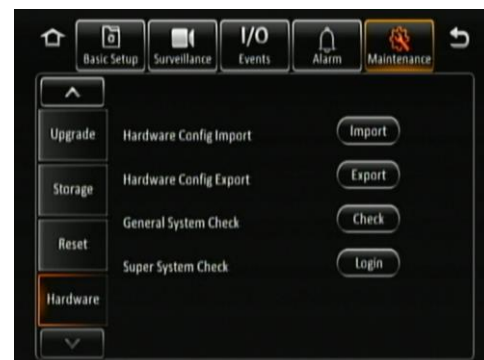 Basic Setup
Surveillance
I/O
Events
Alarm
Maintenance
Upgrade
Storage
Reset
Hardware
Hardware Config Import
Import
Hardware Config Export
Export
General System Check
Check
Super System Check
Login